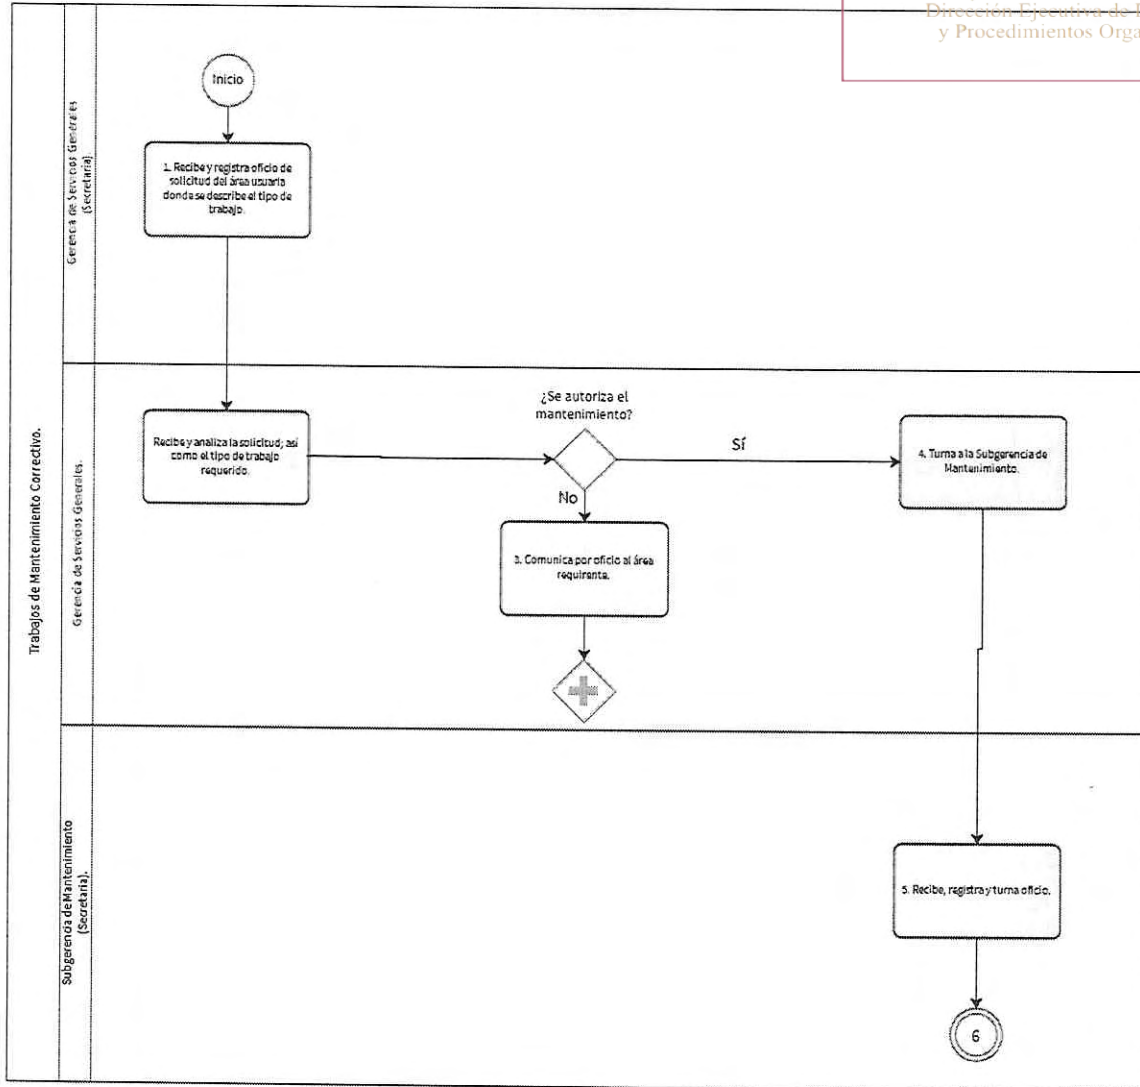 Dirección Ejecutiva de
y Procedimientos
Trabajos de Mantenimiento Correctivo.
Gerencia de Servicios Generales
(Secretaria).
Inicio
1. Recibe y registra oficio de
solicitud del área usuaria
donde se describe el tipo de
trabajo.
Gerencia de Servicios Generales.
Recibe y analiza la solicitud; así
como el tipo de trabajo
requerido.
¿Se autoriza el
mantenimiento?
Sí
No
4. Turna a la Subgerencia de
Mantenimiento.
3. Comunica por oficio al área
requirente.
Subgerencia de Mantenimiento
(Secretaria).
5. Recibe, registra y turna oficio.
6